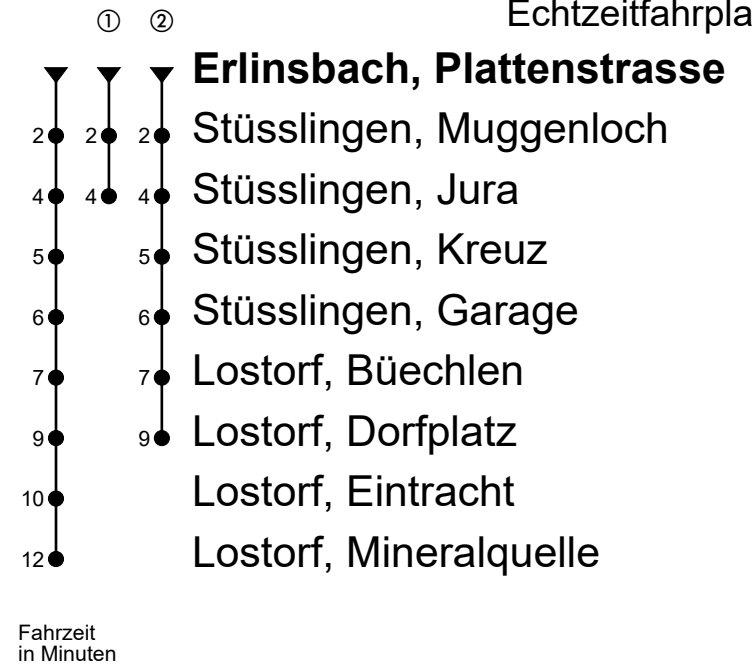 ① ② Echtzeitfahrpla
Erlinsbach, Plattenstrasse
2 2 2 Stüsslingen, Muggenloch
4 4 4 Stüsslingen, Jura
5 5 Stüsslingen, Kreuz
6 6 Stüsslingen, Garage
7 7 Lostorf, Büechlen
9 9 Lostorf, Dorfplatz
10 Lostorf, Eintracht
12 Lostorf, Mineralquelle
Fahrzeit
in Minuten